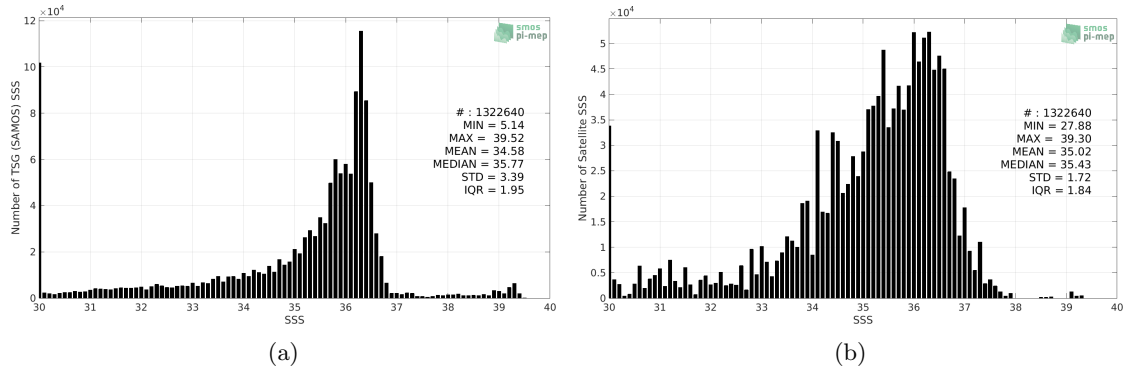 ×10⁴
12
10
8
6
4
2
0
30 31 32 33 34 35 36 37 38 39 40
SSS
Number of TSG (SAMOS) SSS
smos
pi-mep
# : 1322640
MIN = 5.14
MAX = 39.52
MEAN = 34.58
MEDIAN = 35.77
STD = 3.39
IQR = 1.95
(a)
×10⁴
5
4.5
4
3.5
3
2.5
2
1.5
1
0.5
0
30 31 32 33 34 35 36 37 38 39 40
SSS
Number of Satellite SSS
smos
pi-mep
# : 1322640
MIN = 27.88
MAX = 39.30
MEAN = 35.02
MEDIAN = 35.43
STD = 1.72
IQR = 1.84
(b)